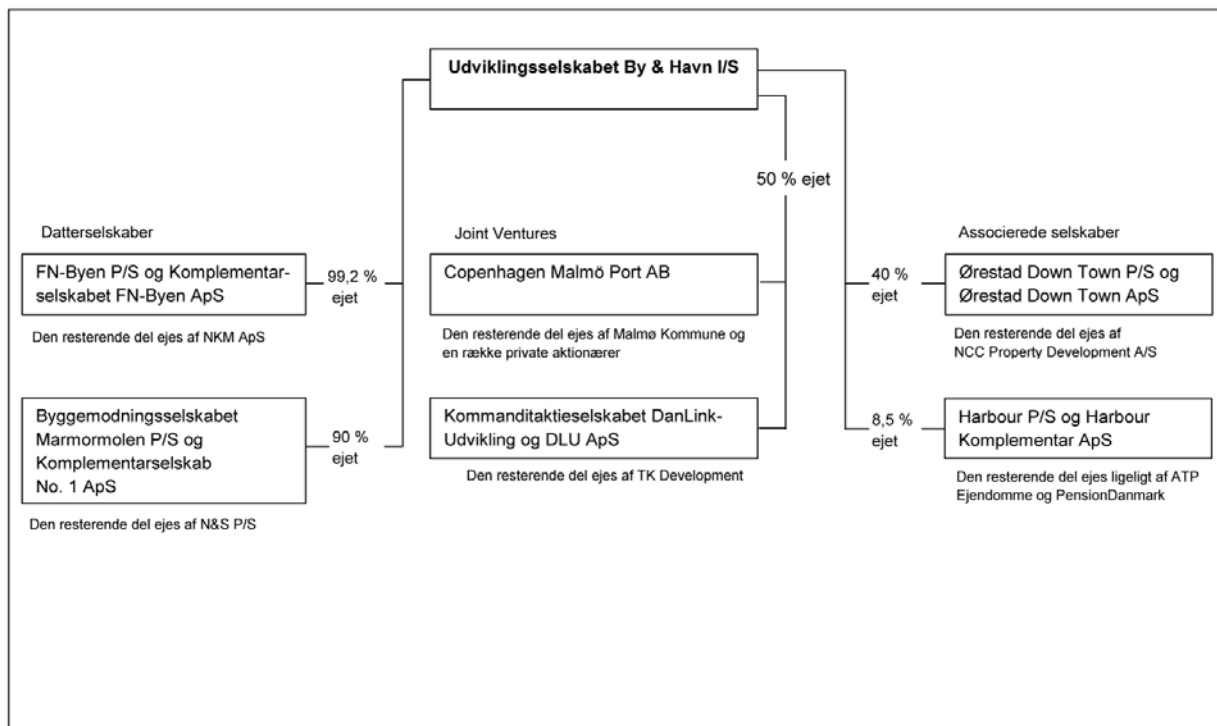 Udviklingsselskabet By & Havn I/S
50 % ejet
Datterselskaber
FN-Byen P/S og Komplementar-
selskabet FN-Byen ApS
99,2 %
ejet
Den resterende del ejes af NKM ApS
Byggemodningsselskabet
Marmormolen P/S og
Komplementarselskab
No. 1 ApS
90 %
ejet
Den resterende del ejes af N&S P/S
Joint Ventures
Copenhagen Malmö Port AB
Den resterende del ejes af Malmø Kommune og
en række private aktionærer
Kommanditaktieselskabet DanLink-
Udvikling og DLU ApS
Den resterende del ejes af TK Development
Associerede selskaber
40 %
ejet
Ørestad Down Town P/S og
Ørestad Down Town ApS
Den resterende del ejes af
NCC Property Development A/S
8,5 %
ejet
Harbour P/S og Harbour
Komplementar ApS
Den resterende del ejes ligeligt af ATP
Ejendomme og PensionDanmark